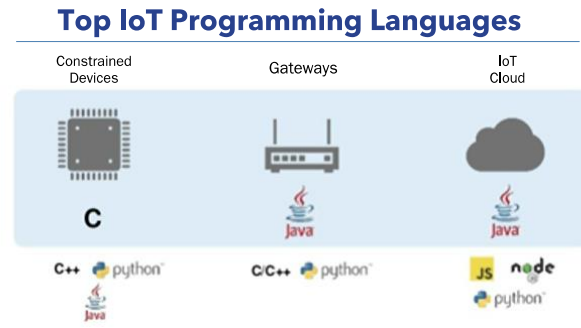 Top IoT Programming Languages
Constrained
Devices
Gateways
IoT
Cloud
C
Java
Java
C++ python
Java
C/C++ python
JS node
python